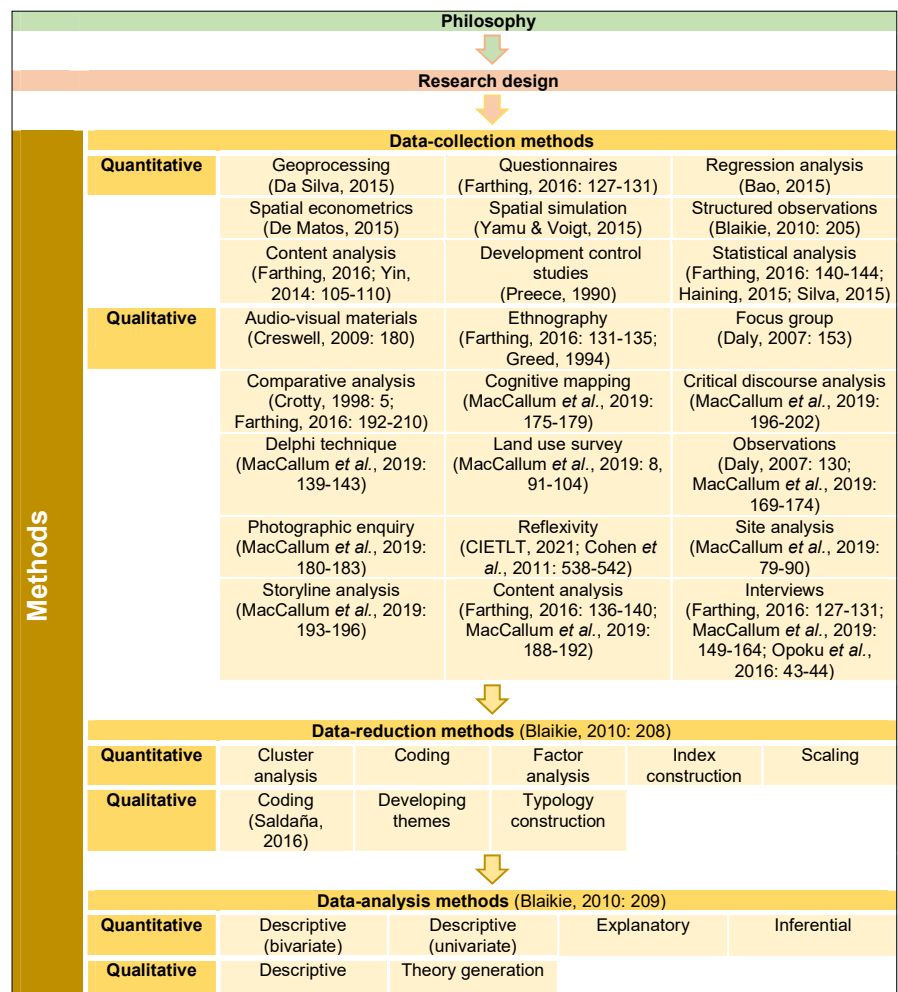 Philosophy
Research design
Methods
Data-collection methods
Quantitative
Geoprocessing
(Da Silva, 2015)
Questionnaires
(Farthing, 2016: 127-131)
Regression analysis
(Bao, 2015)
Spatial econometrics
(De Matos, 2015)
Spatial simulation
(Yamu & Voigt, 2015)
Structured observations
(Blaikie, 2010: 205)
Content analysis
(Farthing, 2016; Yin,
2014: 105-110)
Development control
studies
(Preece, 1990)
Statistical analysis
(Farthing, 2016: 140-144;
Haining, 2015; Silva, 2015)
Qualitative
Audio-visual materials
(Creswell, 2009: 180)
Ethnography
(Farthing, 2016: 131-135;
Greed, 1994)
Focus group
(Daly, 2007: 153)
Comparative analysis
(Crotty, 1998: 5;
Farthing, 2016: 192-210)
Cognitive mapping
(MacCallum et al., 2019:
175-179)
Critical discourse analysis
(MacCallum et al., 2019:
196-202)
Delphi technique
(MacCallum et al., 2019:
139-143)
Land use survey
(MacCallum et al., 2019: 8,
91-104)
Observations
(Daly, 2007: 130;
MacCallum et al., 2019:
169-174)
Photographic enquiry
(MacCallum et al., 2019:
180-183)
Reflexivity
(CIETLT, 2021; Cohen et
al., 2011: 538-542)
Site analysis
(MacCallum et al., 2019:
79-90)
Storyline analysis
(MacCallum et al., 2019:
193-196)
Content analysis
(Farthing, 2016: 136-140;
MacCallum et al., 2019:
188-192)
Interviews
(Farthing, 2016: 127-131;
MacCallum et al., 2019:
149-164; Opoku et al.,
2016: 43-44)
Data-reduction methods (Blaikie, 2010: 208)
Quantitative
Cluster
analysis
Coding
Factor
analysis
Index
construction
Scaling
Qualitative
Coding
(Saldaña,
2016)
Developing
themes
Typology
construction
Data-analysis methods (Blaikie, 2010: 209)
Quantitative
Descriptive
(bivariate)
Descriptive
(univariate)
Explanatory
Inferential
Qualitative
Descriptive
Theory generation